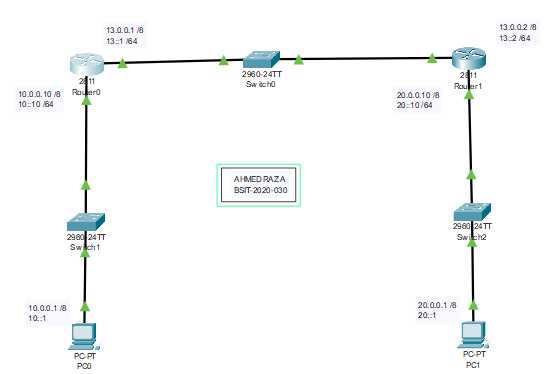 13.0.0.1 /8
13::1 /64
13.0.0.2 /8
13::2 /64
2811
Router0
2960-24TT
Switch0
2811
Router1
10.0.0.10 /8
10::10 /64
20.0.0.10 /8
20::10 /64
AHMED RAZA
BSIT-2020-030
2960-24TT
Switch1
2960-24TT
Switch2
10.0.0.1 /8
10::1
20.0.0.1 /8
20::1
PC-PT
PC0
PC-PT
PC1